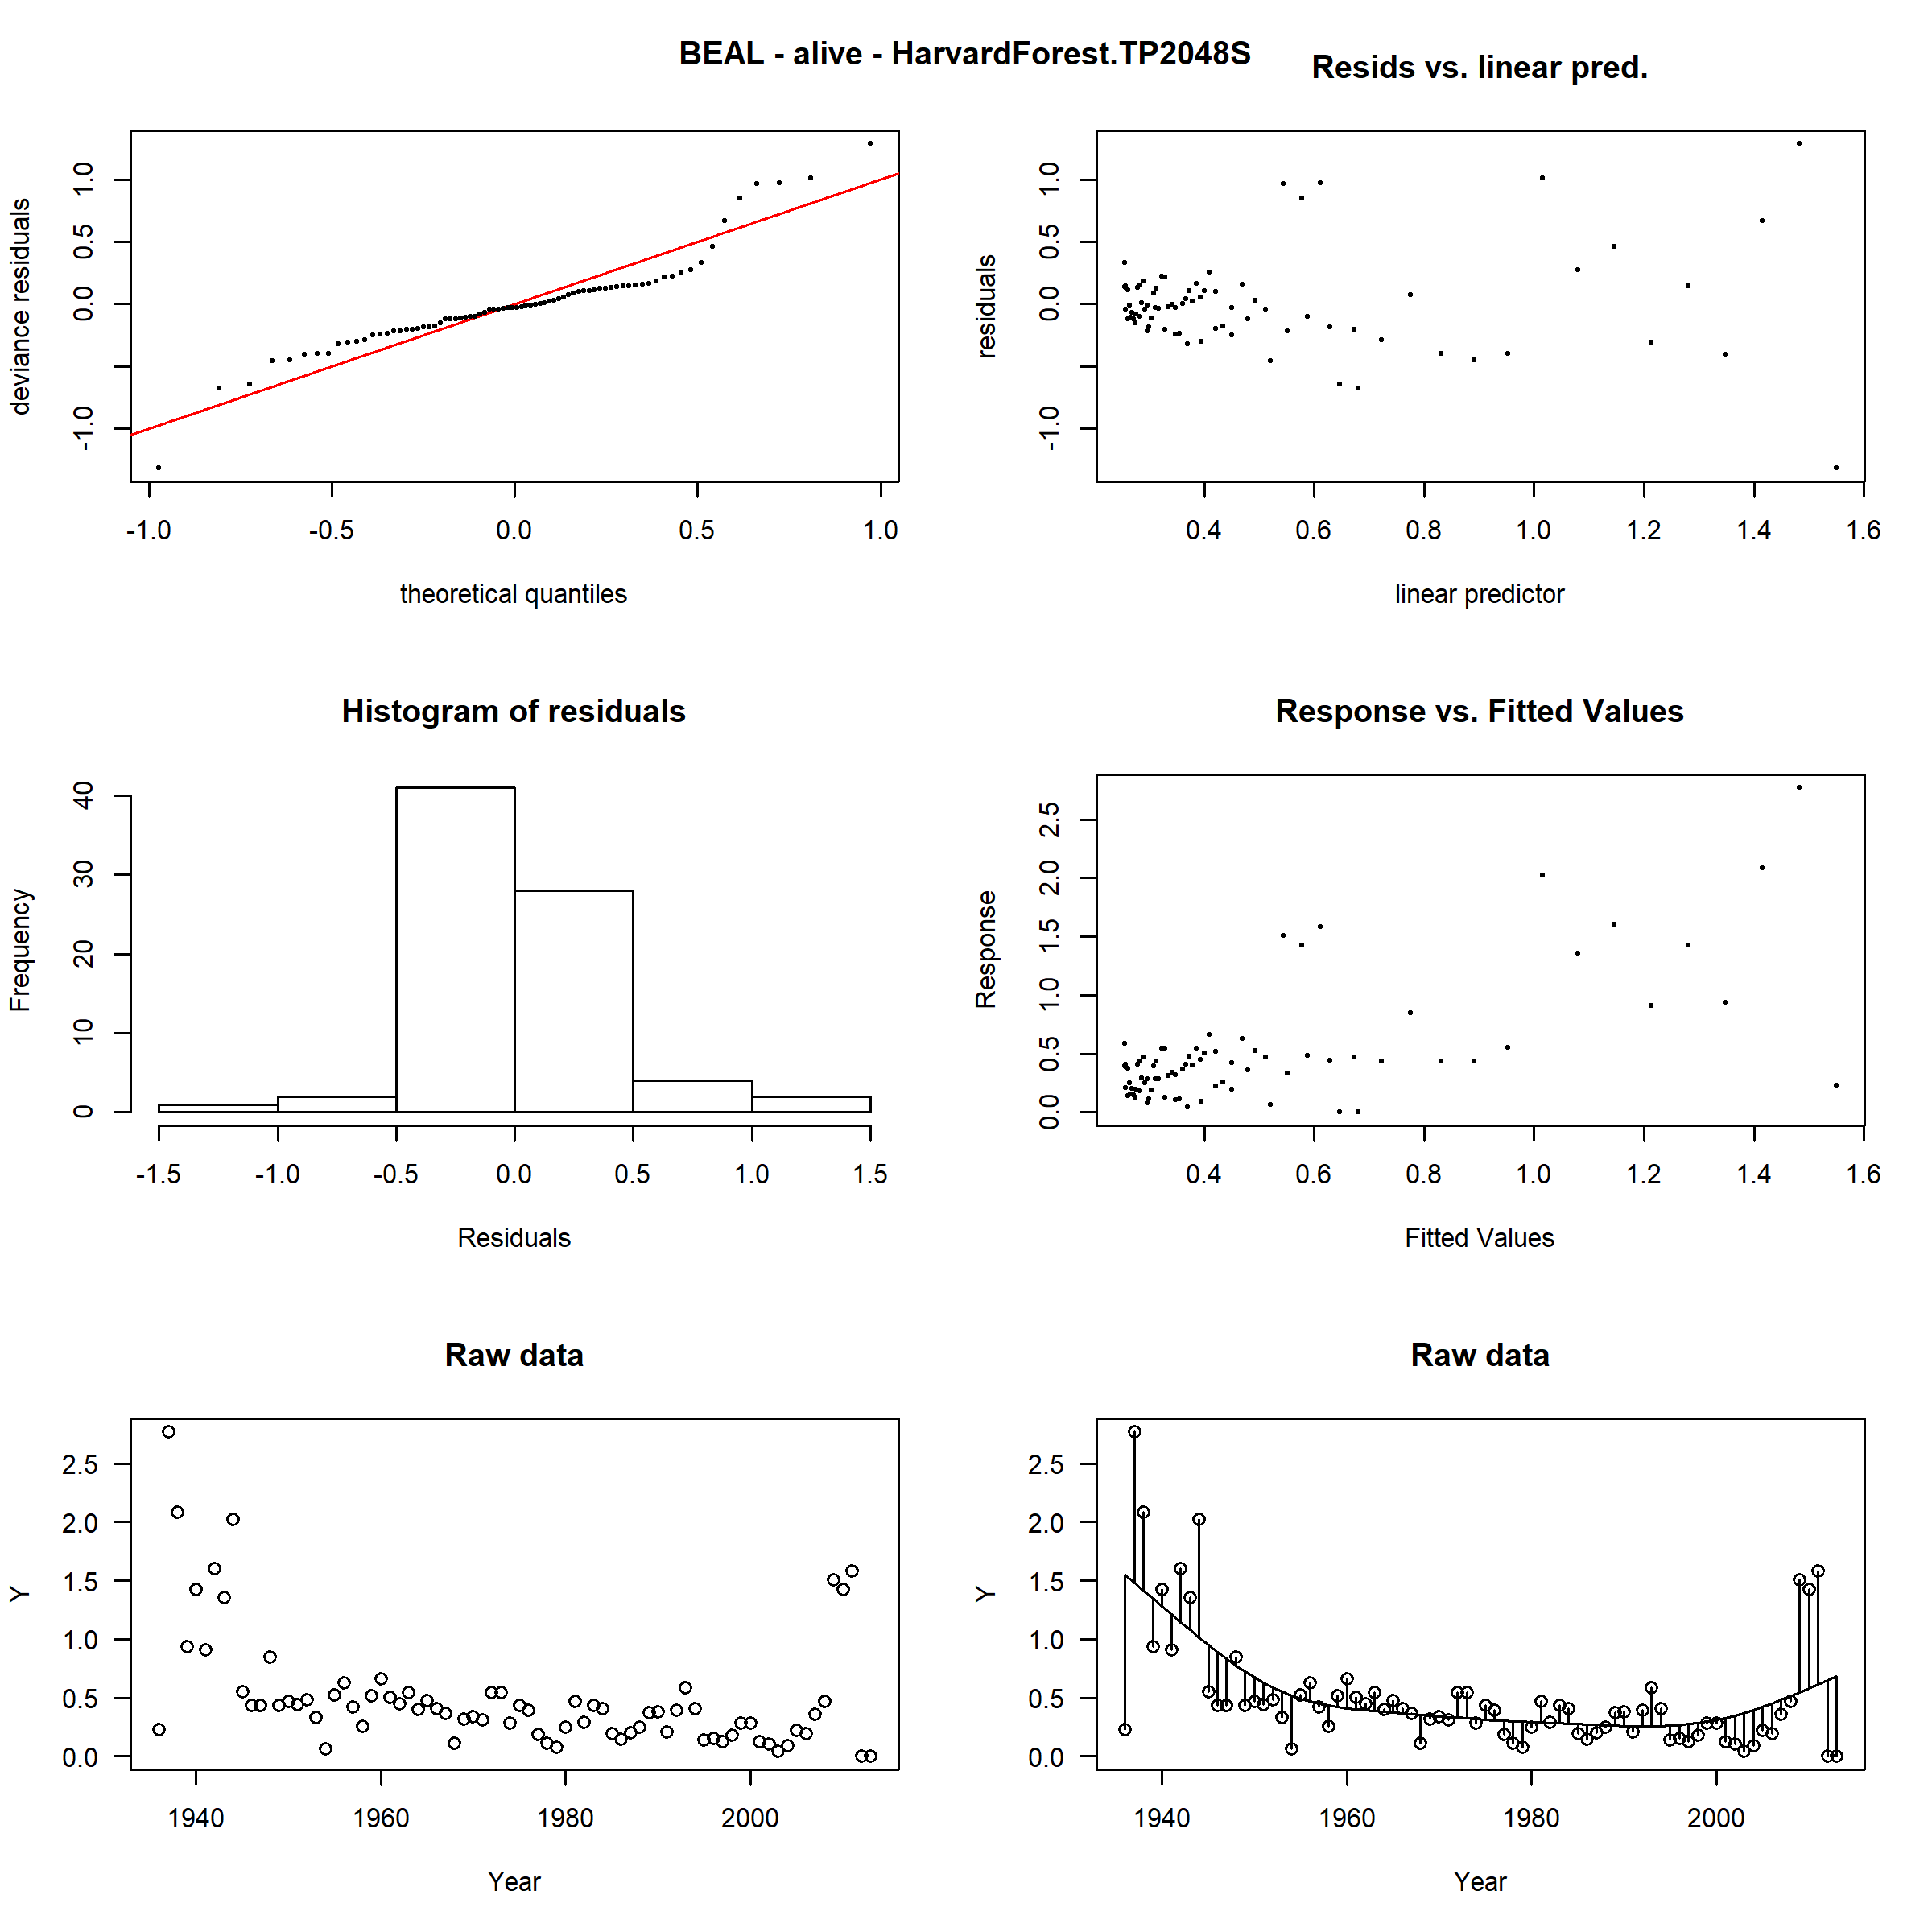 BEAL - alive - HarvardForest.TP2048S
Resids vs. linear pred.
deviance residuals
-1.0 0.0 0.5 1.0
-1.0 -0.5 0.0 0.5 1.0
theoretical quantiles
residuals
-1.0 0.0 0.5 1.0
0.4 0.6 0.8 1.0 1.2 1.4 1.6
linear predictor
Histogram of residuals
Frequency
0 10 20 30 40
-1.5 -1.0 -0.5 0.0 0.5 1.0 1.5
Residuals
Response vs. Fitted Values
Response
0.0 0.5 1.0 1.5 2.0 2.5
0.4 0.6 0.8 1.0 1.2 1.4 1.6
Fitted Values
Raw data
Y
2.5
2.0
1.5
1.0
0.5
0.0
1940 1960 1980 2000
Year
Raw data
Y
2.5
2.0
1.5
1.0
0.5
0.0
1940 1960 1980 2000
Year